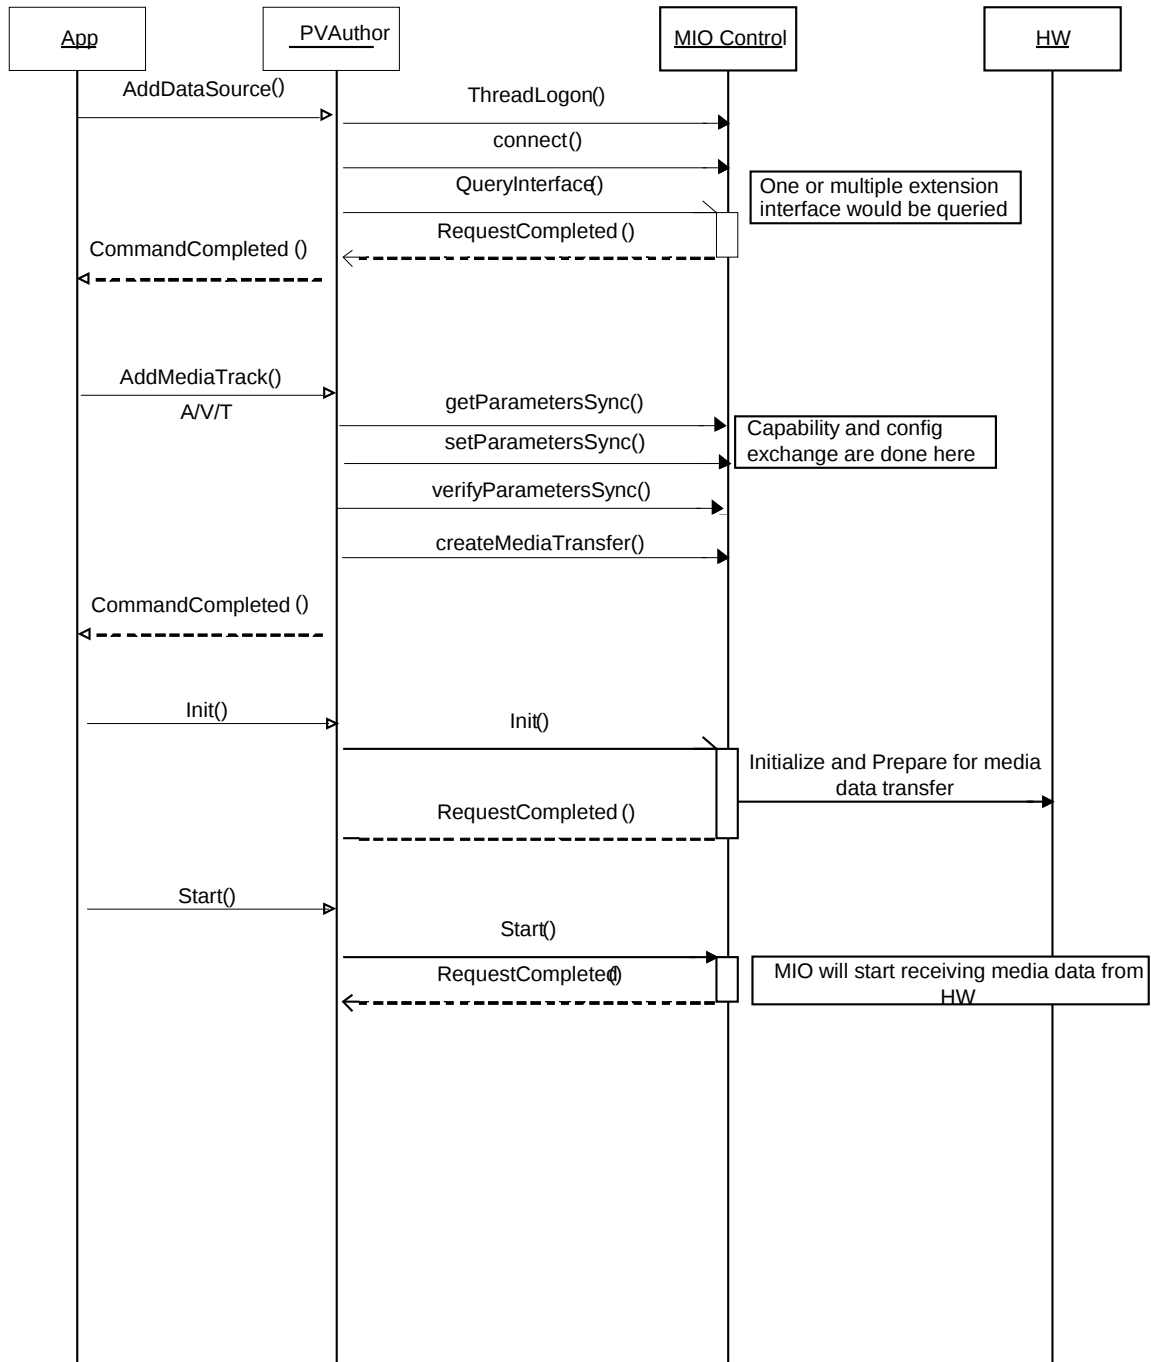 App
PVAuthor
MIO Control
HW
AddDataSource()
ThreadLogon()
connect()
QueryInterface()
One or multiple extension
interface would be queried
RequestCompleted ()
CommandCompleted ()
AddMediaTrack()
A/V/T
getParametersSync()
Capability and config
exchange are done here
setParametersSync()
verifyParametersSync()
createMediaTransfer()
CommandCompleted ()
Init()
Init()
Initialize and Prepare for media
data transfer
RequestCompleted ()
Start()
Start()
RequestCompleted()
MIO will start receiving media data from
HW